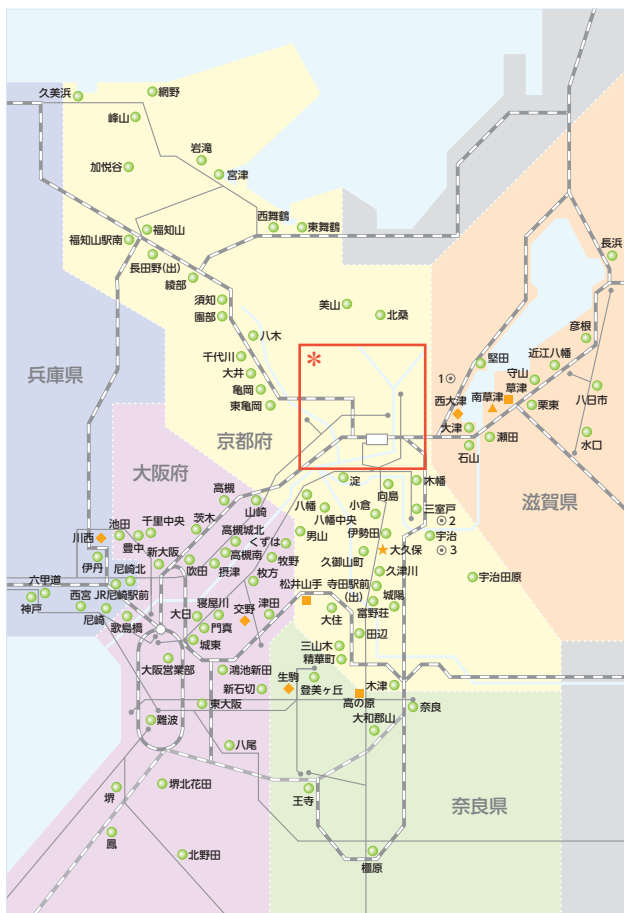 久美浜
網野
峰山
岩滝
加悦谷
宮津
西舞鶴
東舞鶴
福知山
福知山駅南
長田野(出)
綾部
長浜
須知
園部
美山
北桑
八木
彦根
千代川
堅田
近江八幡
兵庫県
大井
*
1
守山
草津
亀岡
西大津
南草津
八日市
東亀岡
栗東
京都府
大津
瀬田
水口
石山
大阪府
滋賀県
高槻
山崎
淀
向島
木幡
八幡
小倉
三室戸
八幡中央
2
池田
千里中央
茨木
高槻城北
くずは
男山
伊勢田
宇治
川西
豊中
大久保
3
新大阪
高槻南
牧野
久御山町
伊丹
吹田
摂津
枚方
松井山手
久津川
宇治田原
尼崎北
寺田駅前
(出)
六甲道
城陽
神戸
西宮
JR尼崎駅前
大日
寝屋川
交野
津田
大住
富野荘
尼崎
歌島橋
門真
田辺
城東
三山木
大阪営業部
鴻池新田
精華町
生駒
新石切
登美ヶ丘
木津
高の原
東大阪
奈良
難波
大和郡山
八尾
堺
堺北花田
王寺
奈良県
鳳
北野田
橿原